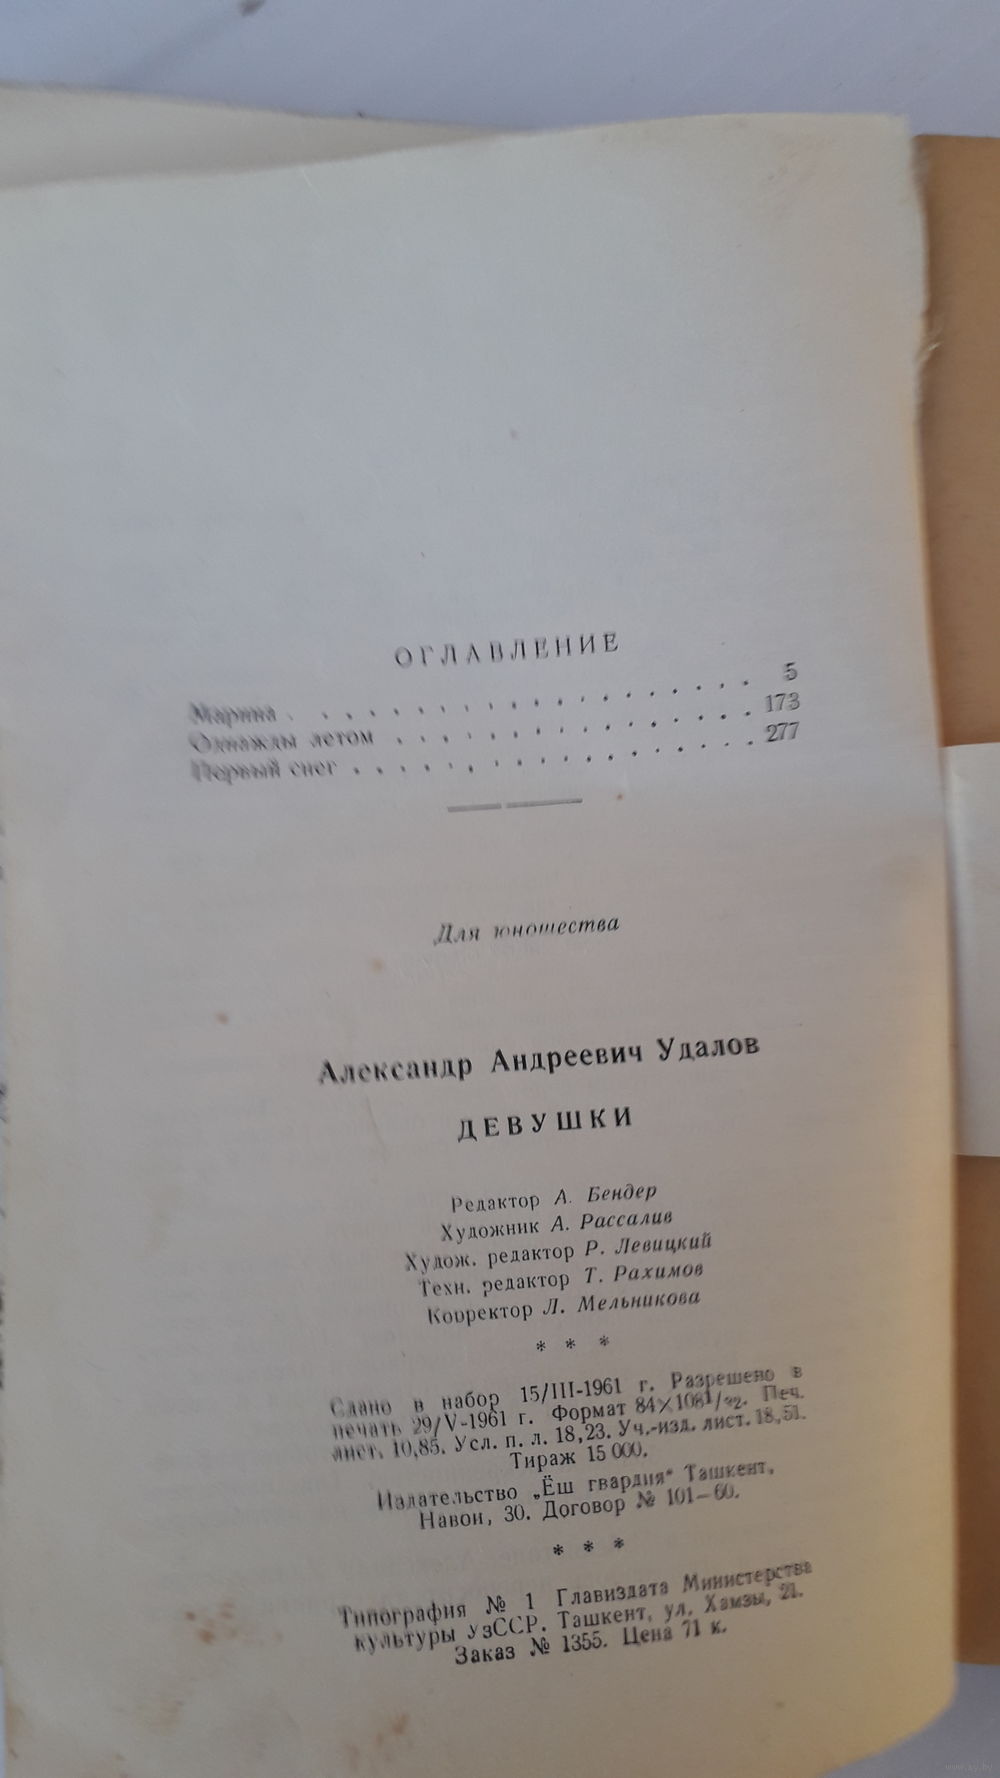 ОГЛАВЛЕНИЕ
Марина . . . . . . . . . . . . . . . . . . 5
Однажды летом . . . . . . . . . . . . . . . 173
Первый снег . . . . . . . . . . . . . . . . 277
Для юношества
Александр Андреевич Удалов
ДЕВУШКИ
Редактор А. Бендер
Художник А. Рассалив
Худож. редактор Р. Левицкий
Техн. редактор Т. Рахимов
Корректор Л. Мельникова
* * *
Сдано в набор 15/III-1961 г. Разрешено в
печать 29/V-1961 г. Формат 84×108¹/₃₂. Печ.
лист. 10,85. Усл. п. л. 18,23. Уч.-изд. лист. 18,51.
Тираж 15 000.
Издательство „Ёш гвардия“ Ташкент,
Навои, 30. Договор № 101—60.
* * *
Типография № 1 Главиздата Министерства
культуры УзССР. Ташкент, ул. Хамзы, 21.
Заказ № 1355. Цена 71 к.